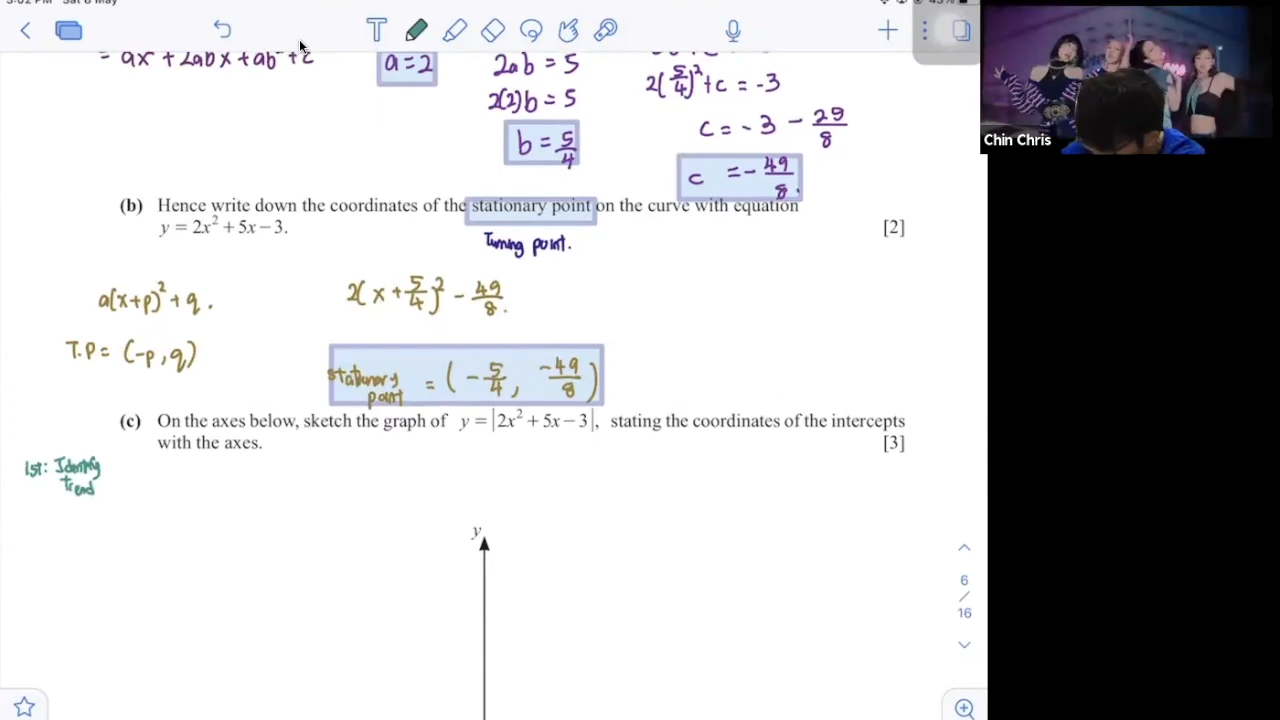 Sat 8 May
= ax² + 2abx + ab² + c
a = 2
2ab = 5
2(2)b = 5
b = 5/4
2(5/4)² + c = -3
c = -3 - 29/8
c = -49/8.
(b) Hence write down the coordinates of the stationary point on the curve with equation
y = 2x² + 5x − 3. [2]
Turning point.
a(x+p)² + q. 2(x + 5/4)² - 49/8.
T.P = (-p, q)
stationary point = (-5/4, -49/8)
(c) On the axes below, sketch the graph of y = |2x² + 5x − 3|, stating the coordinates of the intercepts
with the axes. [3]
1st: Identify
trend
y
6
/
16
T
Chin Chris